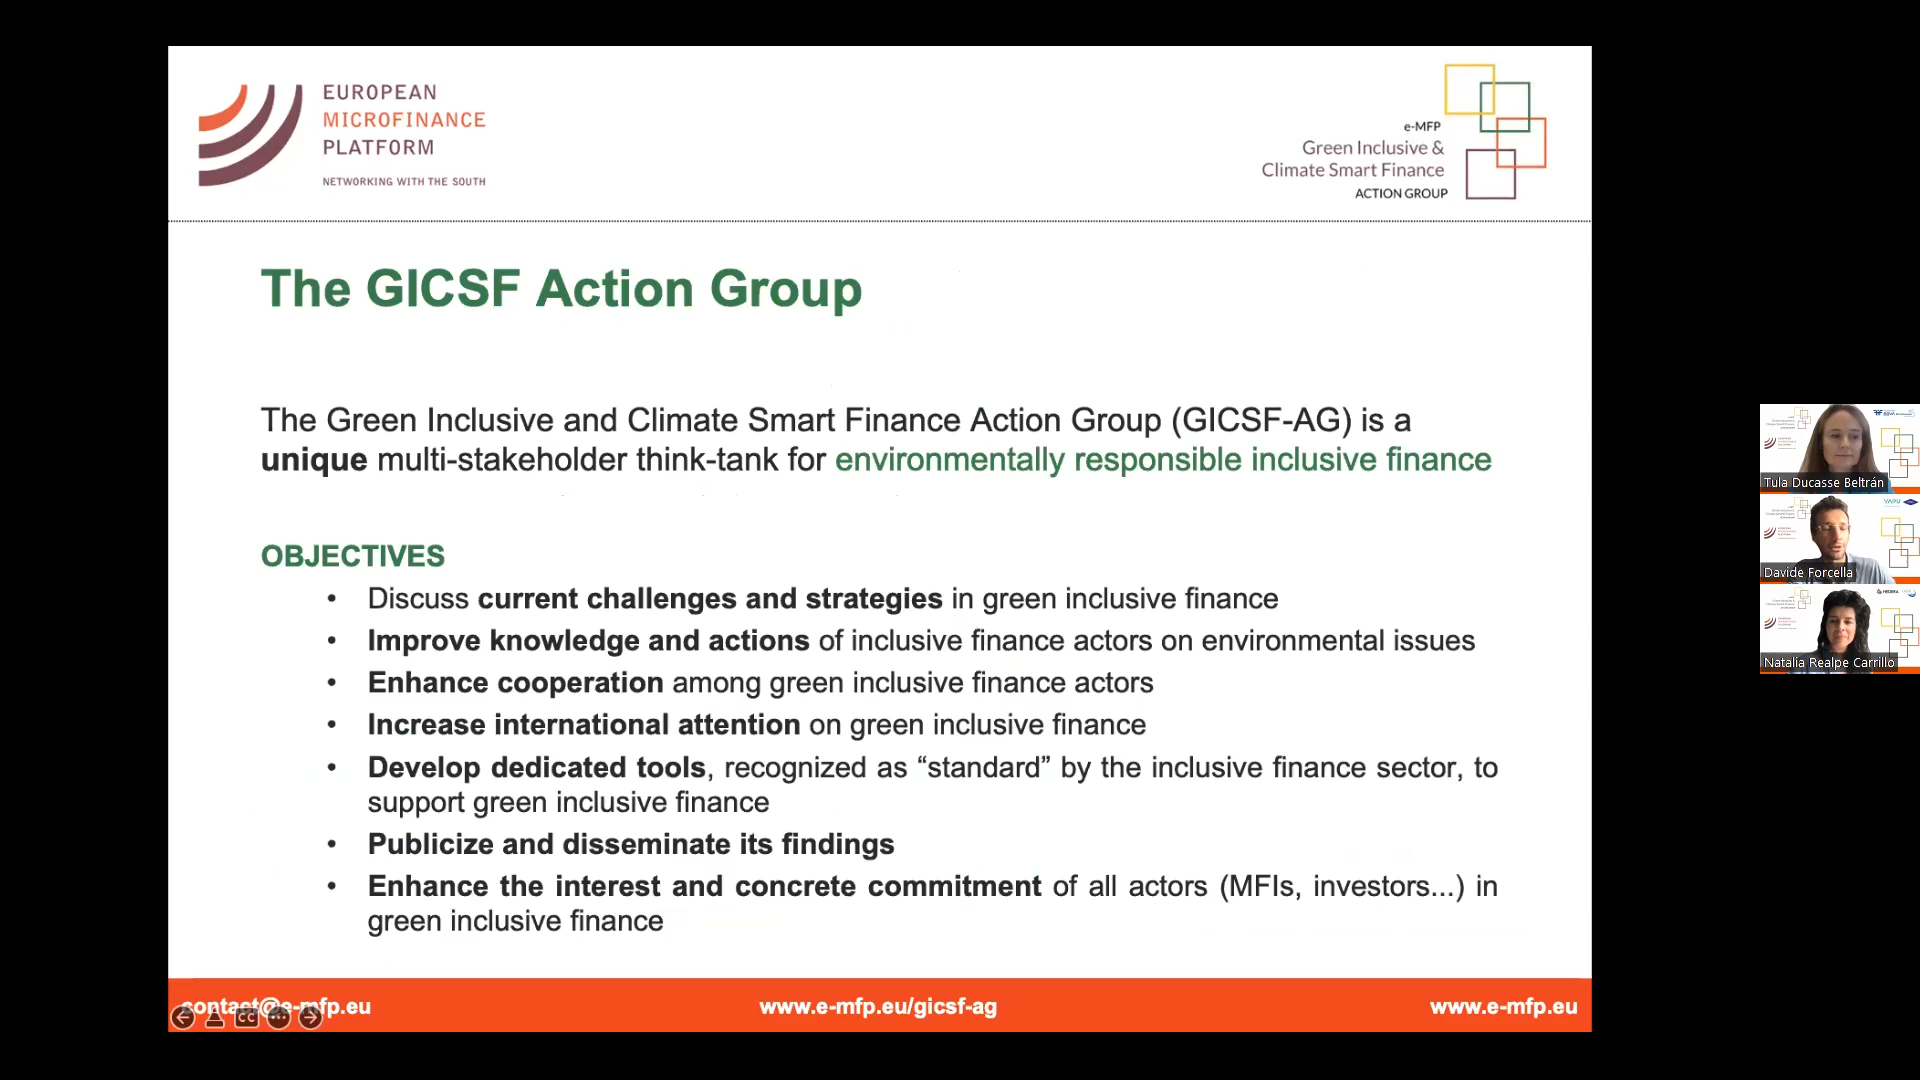 EUROPEAN
MICROFINANCE
PLATFORM
NETWORKING WITH THE SOUTH
e-MFP
Green Inclusive &
Climate Smart Finance
ACTION GROUP
The GICSF Action Group
The Green Inclusive and Climate Smart Finance Action Group (GICSF-AG) is a
unique multi-stakeholder think-tank for environmentally responsible inclusive finance
OBJECTIVES
• Discuss current challenges and strategies in green inclusive finance
• Improve knowledge and actions of inclusive finance actors on environmental issues
• Enhance cooperation among green inclusive finance actors
• Increase international attention on green inclusive finance
• Develop dedicated tools, recognized as “standard” by the inclusive finance sector, to
support green inclusive finance
• Publicize and disseminate its findings
• Enhance the interest and concrete commitment of all actors (MFIs, investors...) in
green inclusive finance
contact@e-mfp.eu
www.e-mfp.eu/gicsf-ag
www.e-mfp.eu
CC
Tula Ducasse Beltrán
Davide Forcella
Natalia Realpe Carrillo